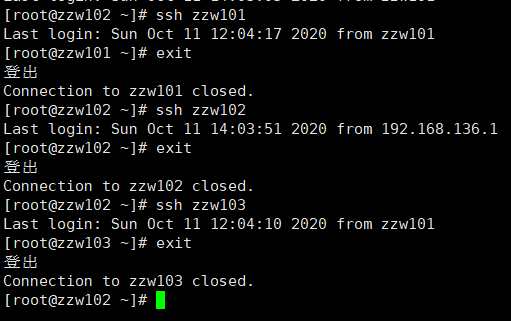 [root@zzw102 ~]# ssh zzw101
Last login: Sun Oct 11 12:04:17 2020 from zzw101
[root@zzw101 ~]# exit
登出
Connection to zzw101 closed.
[root@zzw102 ~]# ssh zzw102
Last login: Sun Oct 11 14:03:51 2020 from 192.168.136.1
[root@zzw102 ~]# exit
登出
Connection to zzw102 closed.
[root@zzw102 ~]# ssh zzw103
Last login: Sun Oct 11 12:04:10 2020 from zzw101
[root@zzw103 ~]# exit
登出
Connection to zzw103 closed.
[root@zzw102 ~]#